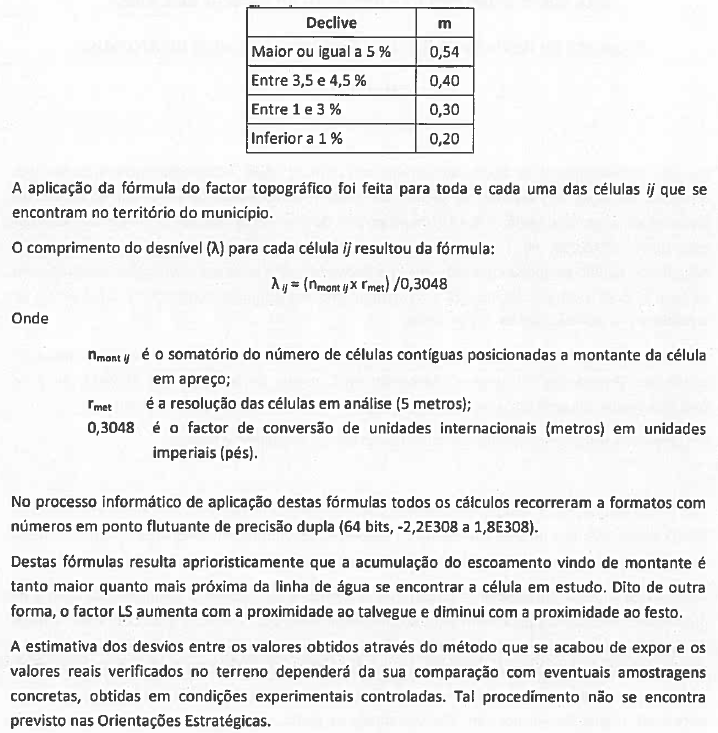 Declive m
Maior ou igual a 5 % 0,54
Entre 3,5 e 4,5 % 0,40
Entre 1 e 3 % 0,30
Inferior a 1 % 0,20
A aplicação da fórmula do factor topográfico foi feita para toda e cada uma das células ij que se
encontram no território do município.
O comprimento do desnível (λ) para cada célula ij resultou da fórmula:
λ ij = (nmont ij x rmet) /0,3048
Onde
nmont ij é o somatório do número de células contíguas posicionadas a montante da célula
em apreço;
rmet é a resolução das células em análise (5 metros);
0,3048 é o factor de conversão de unidades internacionais (metros) em unidades
imperiais (pés).
No processo informático de aplicação destas fórmulas todos os cálculos recorreram a formatos com
números em ponto flutuante de precisão dupla (64 bits, -2,2E308 a 1,8E308).
Destas fórmulas resulta aprioristicamente que a acumulação do escoamento vindo de montante é
tanto maior quanto mais próxima da linha de água se encontrar a célula em estudo. Dito de outra
forma, o factor LS aumenta com a proximidade ao talvegue e diminui com a proximidade ao festo.
A estimativa dos desvios entre os valores obtidos através do método que se acabou de expor e os
valores reais verificados no terreno dependerá da sua comparação com eventuais amostragens
concretas, obtidas em condições experimentais controladas. Tal procedimento não se encontra
previsto nas Orientações Estratégicas.